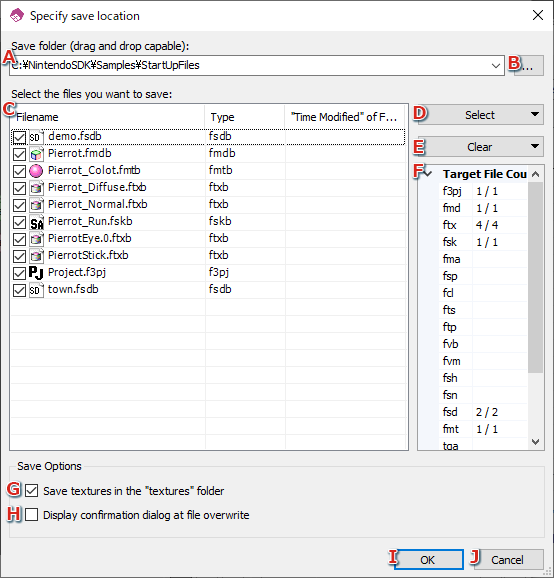 Specify save location
Save folder (drag and drop capable):
A C:¥NintendoSDK¥Samples¥StartUpFiles B ...
Select the files you want to save:
C Filename Type "Time Modified" of F...
demo.fsdb fsdb
Pierrot.fmdb fmdb
Pierrot_Colot.fmtb fmtb
Pierrot_Diffuse.ftxb ftxb
Pierrot_Normal.ftxb ftxb
Pierrot_Run.fskb fskb
PierrotEye.0.ftxb ftxb
PierrotStick.ftxb ftxb
Project.f3pj f3pj
town.fsdb fsdb
D Select
E Clear
F Target File Cou
f3pj 1 / 1
fmd 1 / 1
ftx 4 / 4
fsk 1 / 1
fma
fsp
fcl
fts
ftp
fvb
fvm
fsh
fsn
fsd 2 / 2
fmt 1 / 1
tga
Save Options
G Save textures in the "textures" folder
H Display confirmation dialog at file overwrite
I OK J Cancel